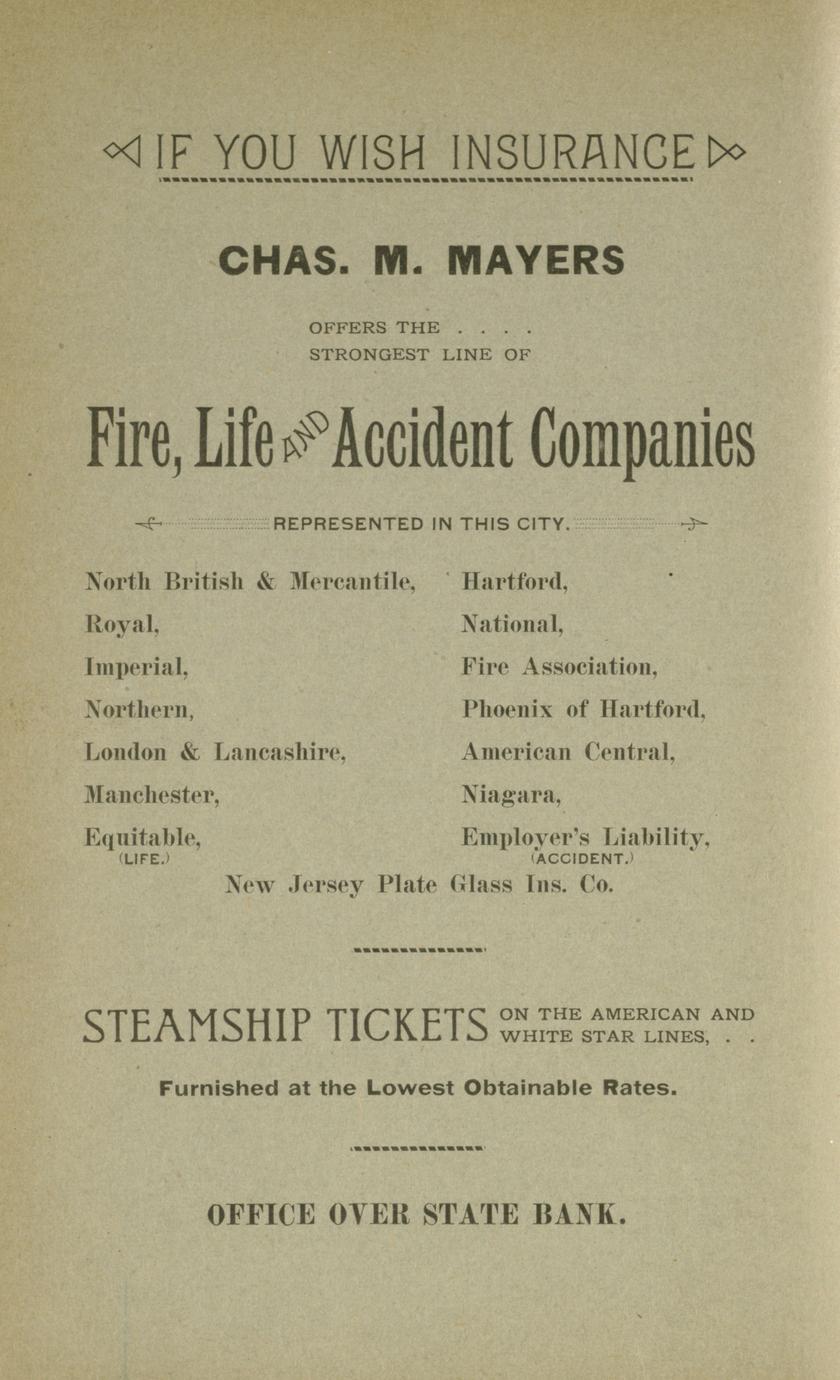 IF YOU WISH INSURANCE
CHAS. M. MAYERS
OFFERS THE . . . .
STRONGEST LINE OF
Fire, Life AND Accident Companies
REPRESENTED IN THIS CITY.
North British & Mercantile, Hartford,
Royal, National,
Imperial, Fire Association,
Northern, Phoenix of Hartford,
London & Lancashire, American Central,
Manchester, Niagara,
Equitable, Employer's Liability,
(LIFE.) (ACCIDENT.)
New Jersey Plate Glass Ins. Co.
STEAMSHIP TICKETS ON THE AMERICAN AND
WHITE STAR LINES, . .
Furnished at the Lowest Obtainable Rates.
OFFICE OVER STATE BANK.